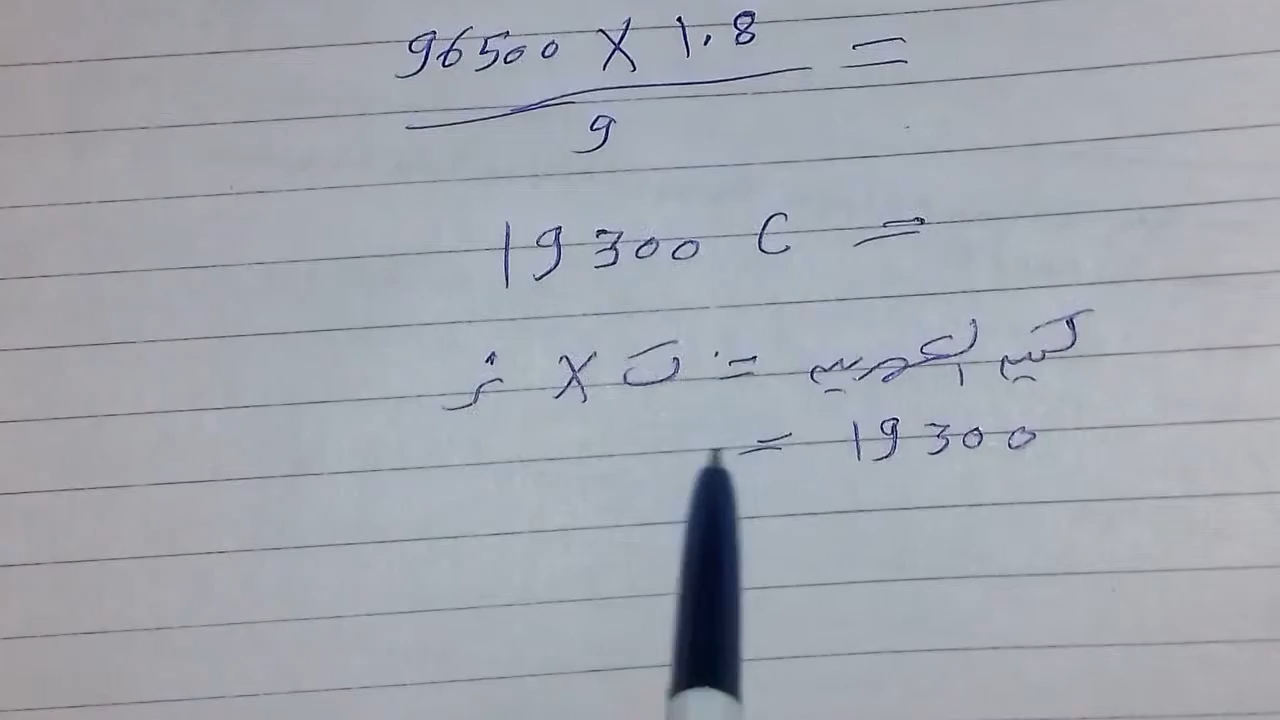 96500 X 1.8 =
9
19300 C =
كمية الكهربية = ت X ز
19300 =